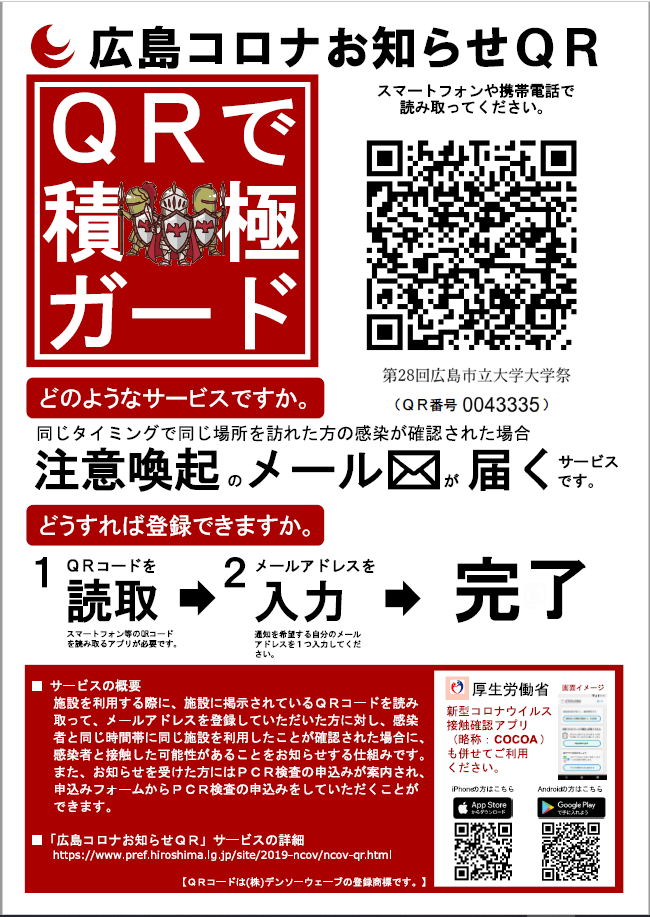 広島コロナお知らせＱＲ
ＱＲで
積極
ガード
スマートフォンや携帯電話で
読み取ってください。
第28回広島市立大学大学祭
（ＱＲ番号 0043335）
どのようなサービスですか。
同じタイミングで同じ場所を訪れた方の感染が確認された場合
注意喚起のメールが届くサービスです。
どうすれば登録できますか。
1 ＱＲコードを
読取
スマートフォン等のQRコード
を読み取るアプリが必要です。
2 メールアドレスを
入力
通知を希望する自分のメール
アドレスを１つ入力してくだ
さい。
完了
■ サービスの概要
施設を利用する際に、施設に掲示されているＱＲコードを読み
取って、メールアドレスを登録していただいた方に対し、感染
者と同じ時間帯に同じ施設を利用したことが確認された場合に、
感染者と接触した可能性があることをお知らせする仕組みです。
また、お知らせを受けた方にはＰＣＲ検査の申込みが案内され、
申込みフォームからＰＣＲ検査の申込みをしていただくことが
できます。
■「広島コロナお知らせＱＲ」サービスの詳細
https://www.pref.hiroshima.lg.jp/site/2019-ncov/ncov-qr.html
【ＱＲコードは(株)デンソーウェーブの登録商標です。】
厚生労働省
画面イメージ
新型コロナウイルス
接触確認アプリ
（略称：COCOA）
も併せてご利用
ください。
iPhoneの方はこちら
App Store
からダウンロード
Androidの方はこちら
Google Play
で手に入れよう